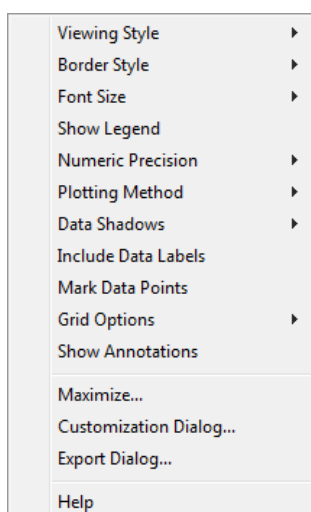 Viewing Style
Border Style
Font Size
Show Legend
Numeric Precision
Plotting Method
Data Shadows
Include Data Labels
Mark Data Points
Grid Options
Show Annotations
Maximize...
Customization Dialog...
Export Dialog...
Help